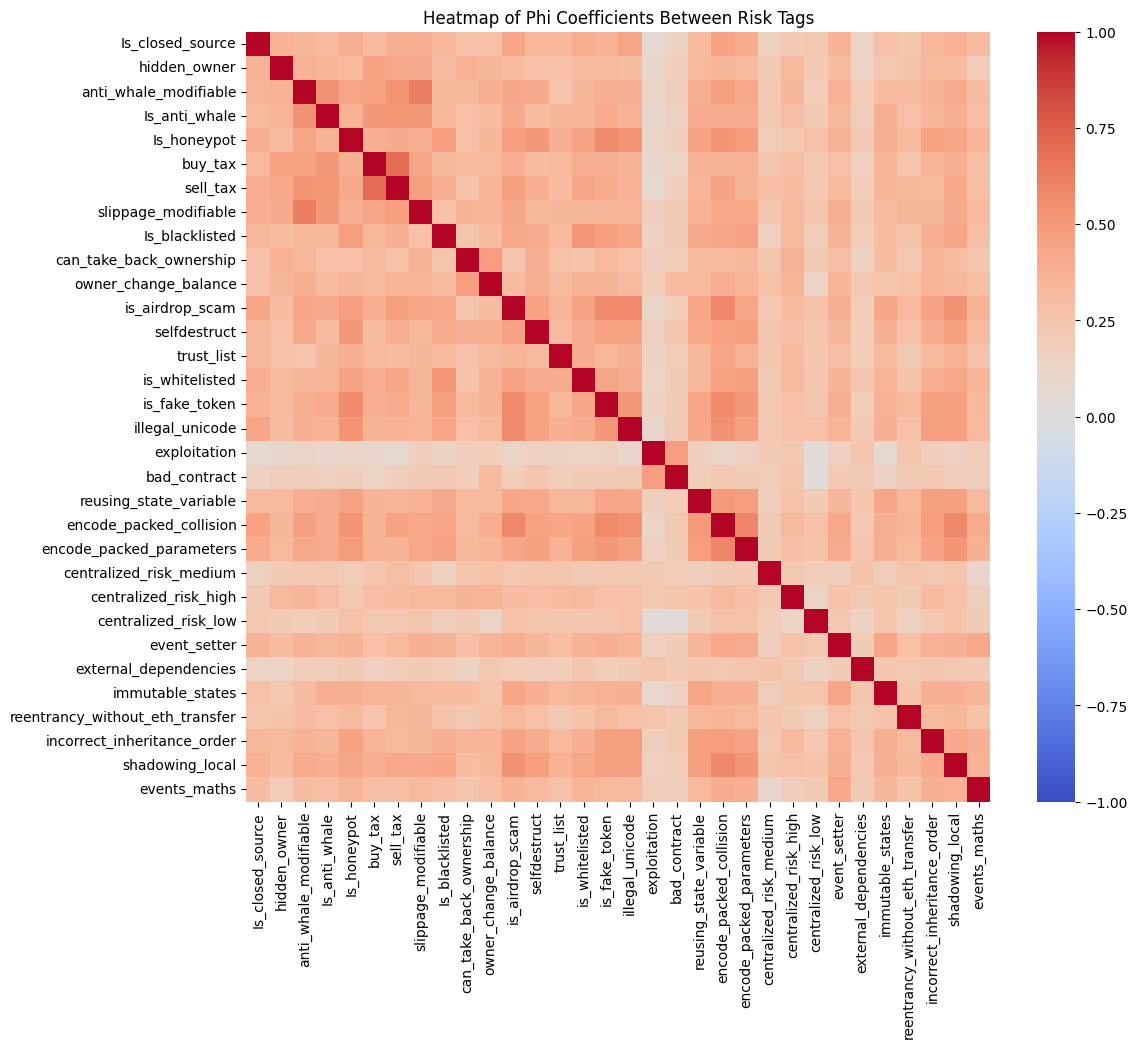 Heatmap of Phi Coefficients Between Risk Tags
Is_closed_source
hidden_owner
anti_whale_modifiable
Is_anti_whale
Is_honeypot
buy_tax
sell_tax
slippage_modifiable
Is_blacklisted
can_take_back_ownership
owner_change_balance
is_airdrop_scam
selfdestruct
trust_list
is_whitelisted
is_fake_token
illegal_unicode
exploitation
bad_contract
reusing_state_variable
encode_packed_collision
encode_packed_parameters
centralized_risk_medium
centralized_risk_high
centralized_risk_low
event_setter
external_dependencies
immutable_states
reentrancy_without_eth_transfer
incorrect_inheritance_order
shadowing_local
events_maths
Is_closed_source
hidden_owner
anti_whale_modifiable
Is_anti_whale
Is_honeypot
buy_tax
sell_tax
slippage_modifiable
Is_blacklisted
can_take_back_ownership
owner_change_balance
is_airdrop_scam
selfdestruct
trust_list
is_whitelisted
is_fake_token
illegal_unicode
exploitation
bad_contract
reusing_state_variable
encode_packed_collision
encode_packed_parameters
centralized_risk_medium
centralized_risk_high
centralized_risk_low
event_setter
external_dependencies
immutable_states
reentrancy_without_eth_transfer
incorrect_inheritance_order
shadowing_local
events_maths
1.00
0.75
0.50
0.25
0.00
−0.25
−0.50
−0.75
−1.00